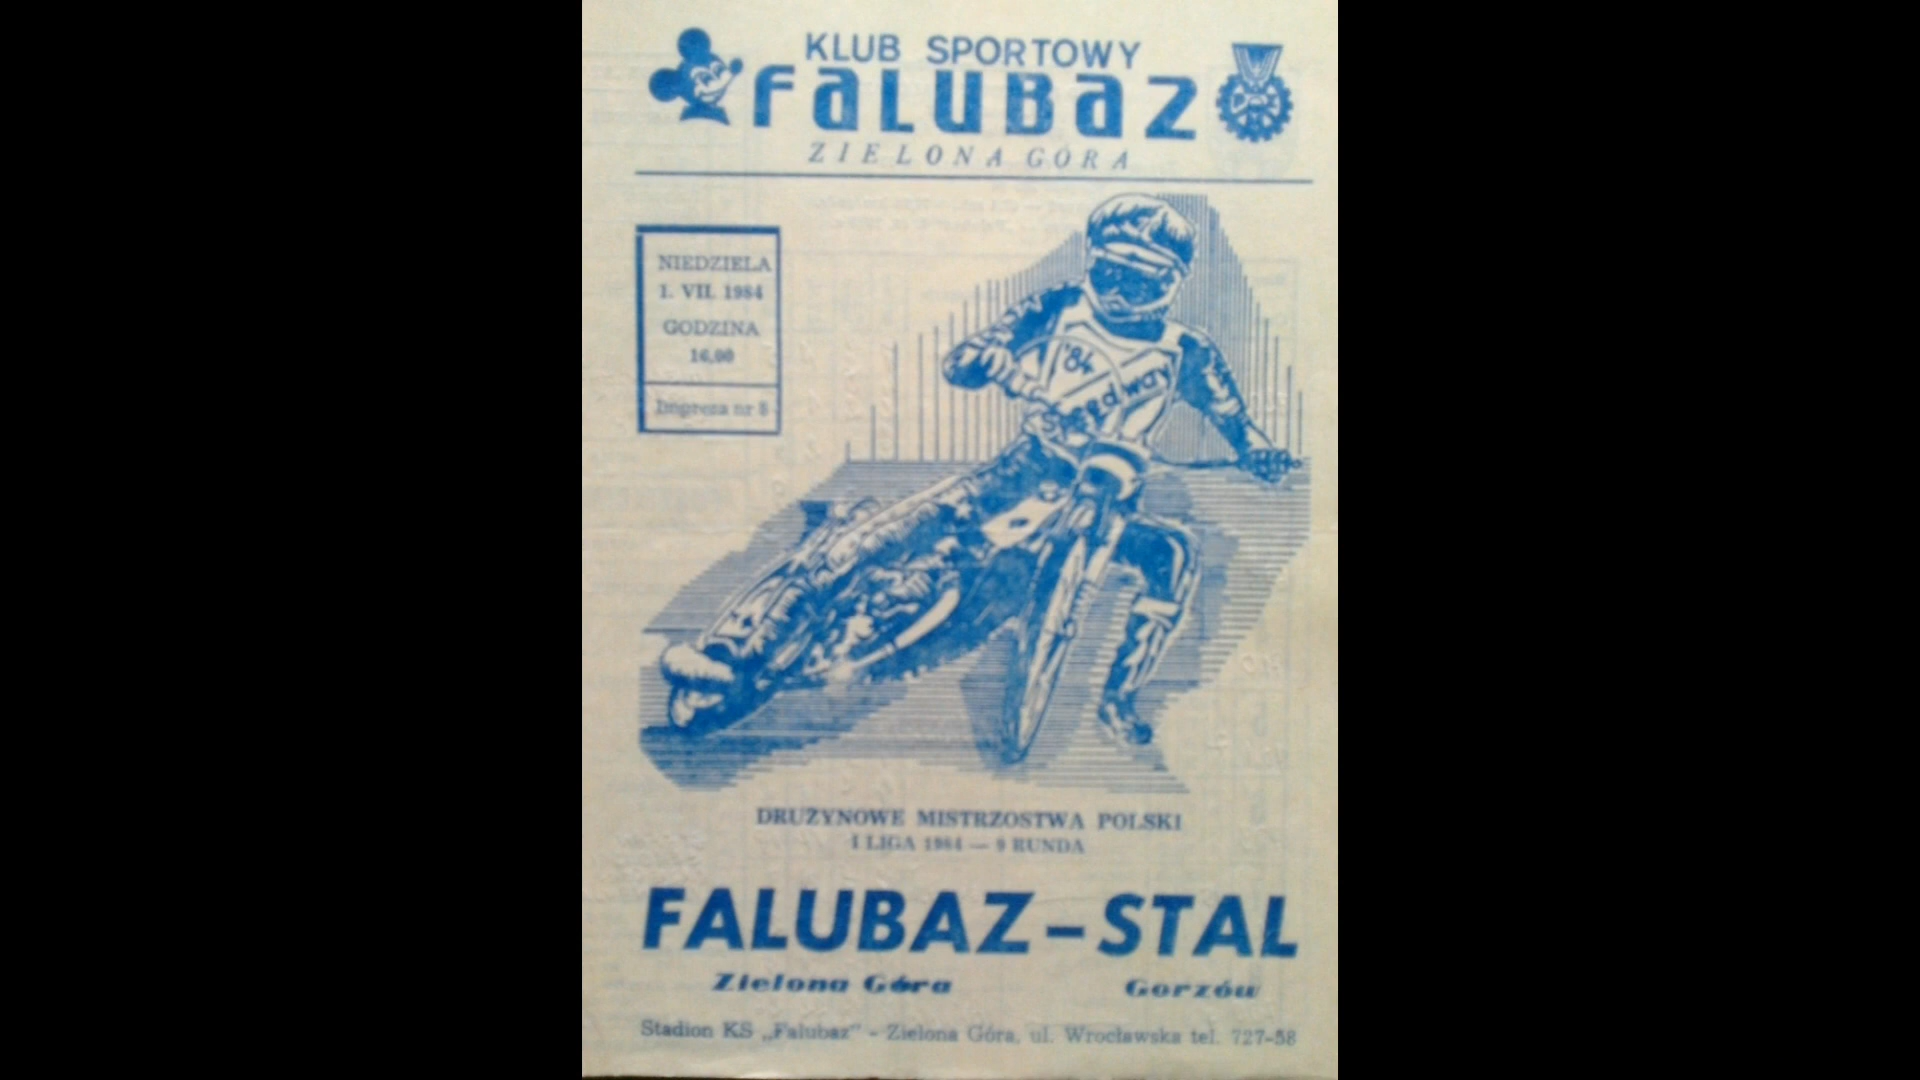 KLUB SPORTOWY
FALUBAZ
ZIELONA GÓRA
NIEDZIELA
1. VII. 1984
GODZINA
16,00
Impreza nr 8
'84
Speedway
DRUŻYNOWE MISTRZOSTWA POLSKI
I LIGA 1984 — 9 RUNDA
FALUBAZ – STAL
Zielona Góra Gorzów
Stadion KS „Falubaz" - Zielona Góra, ul. Wrocławska tel. 727-58